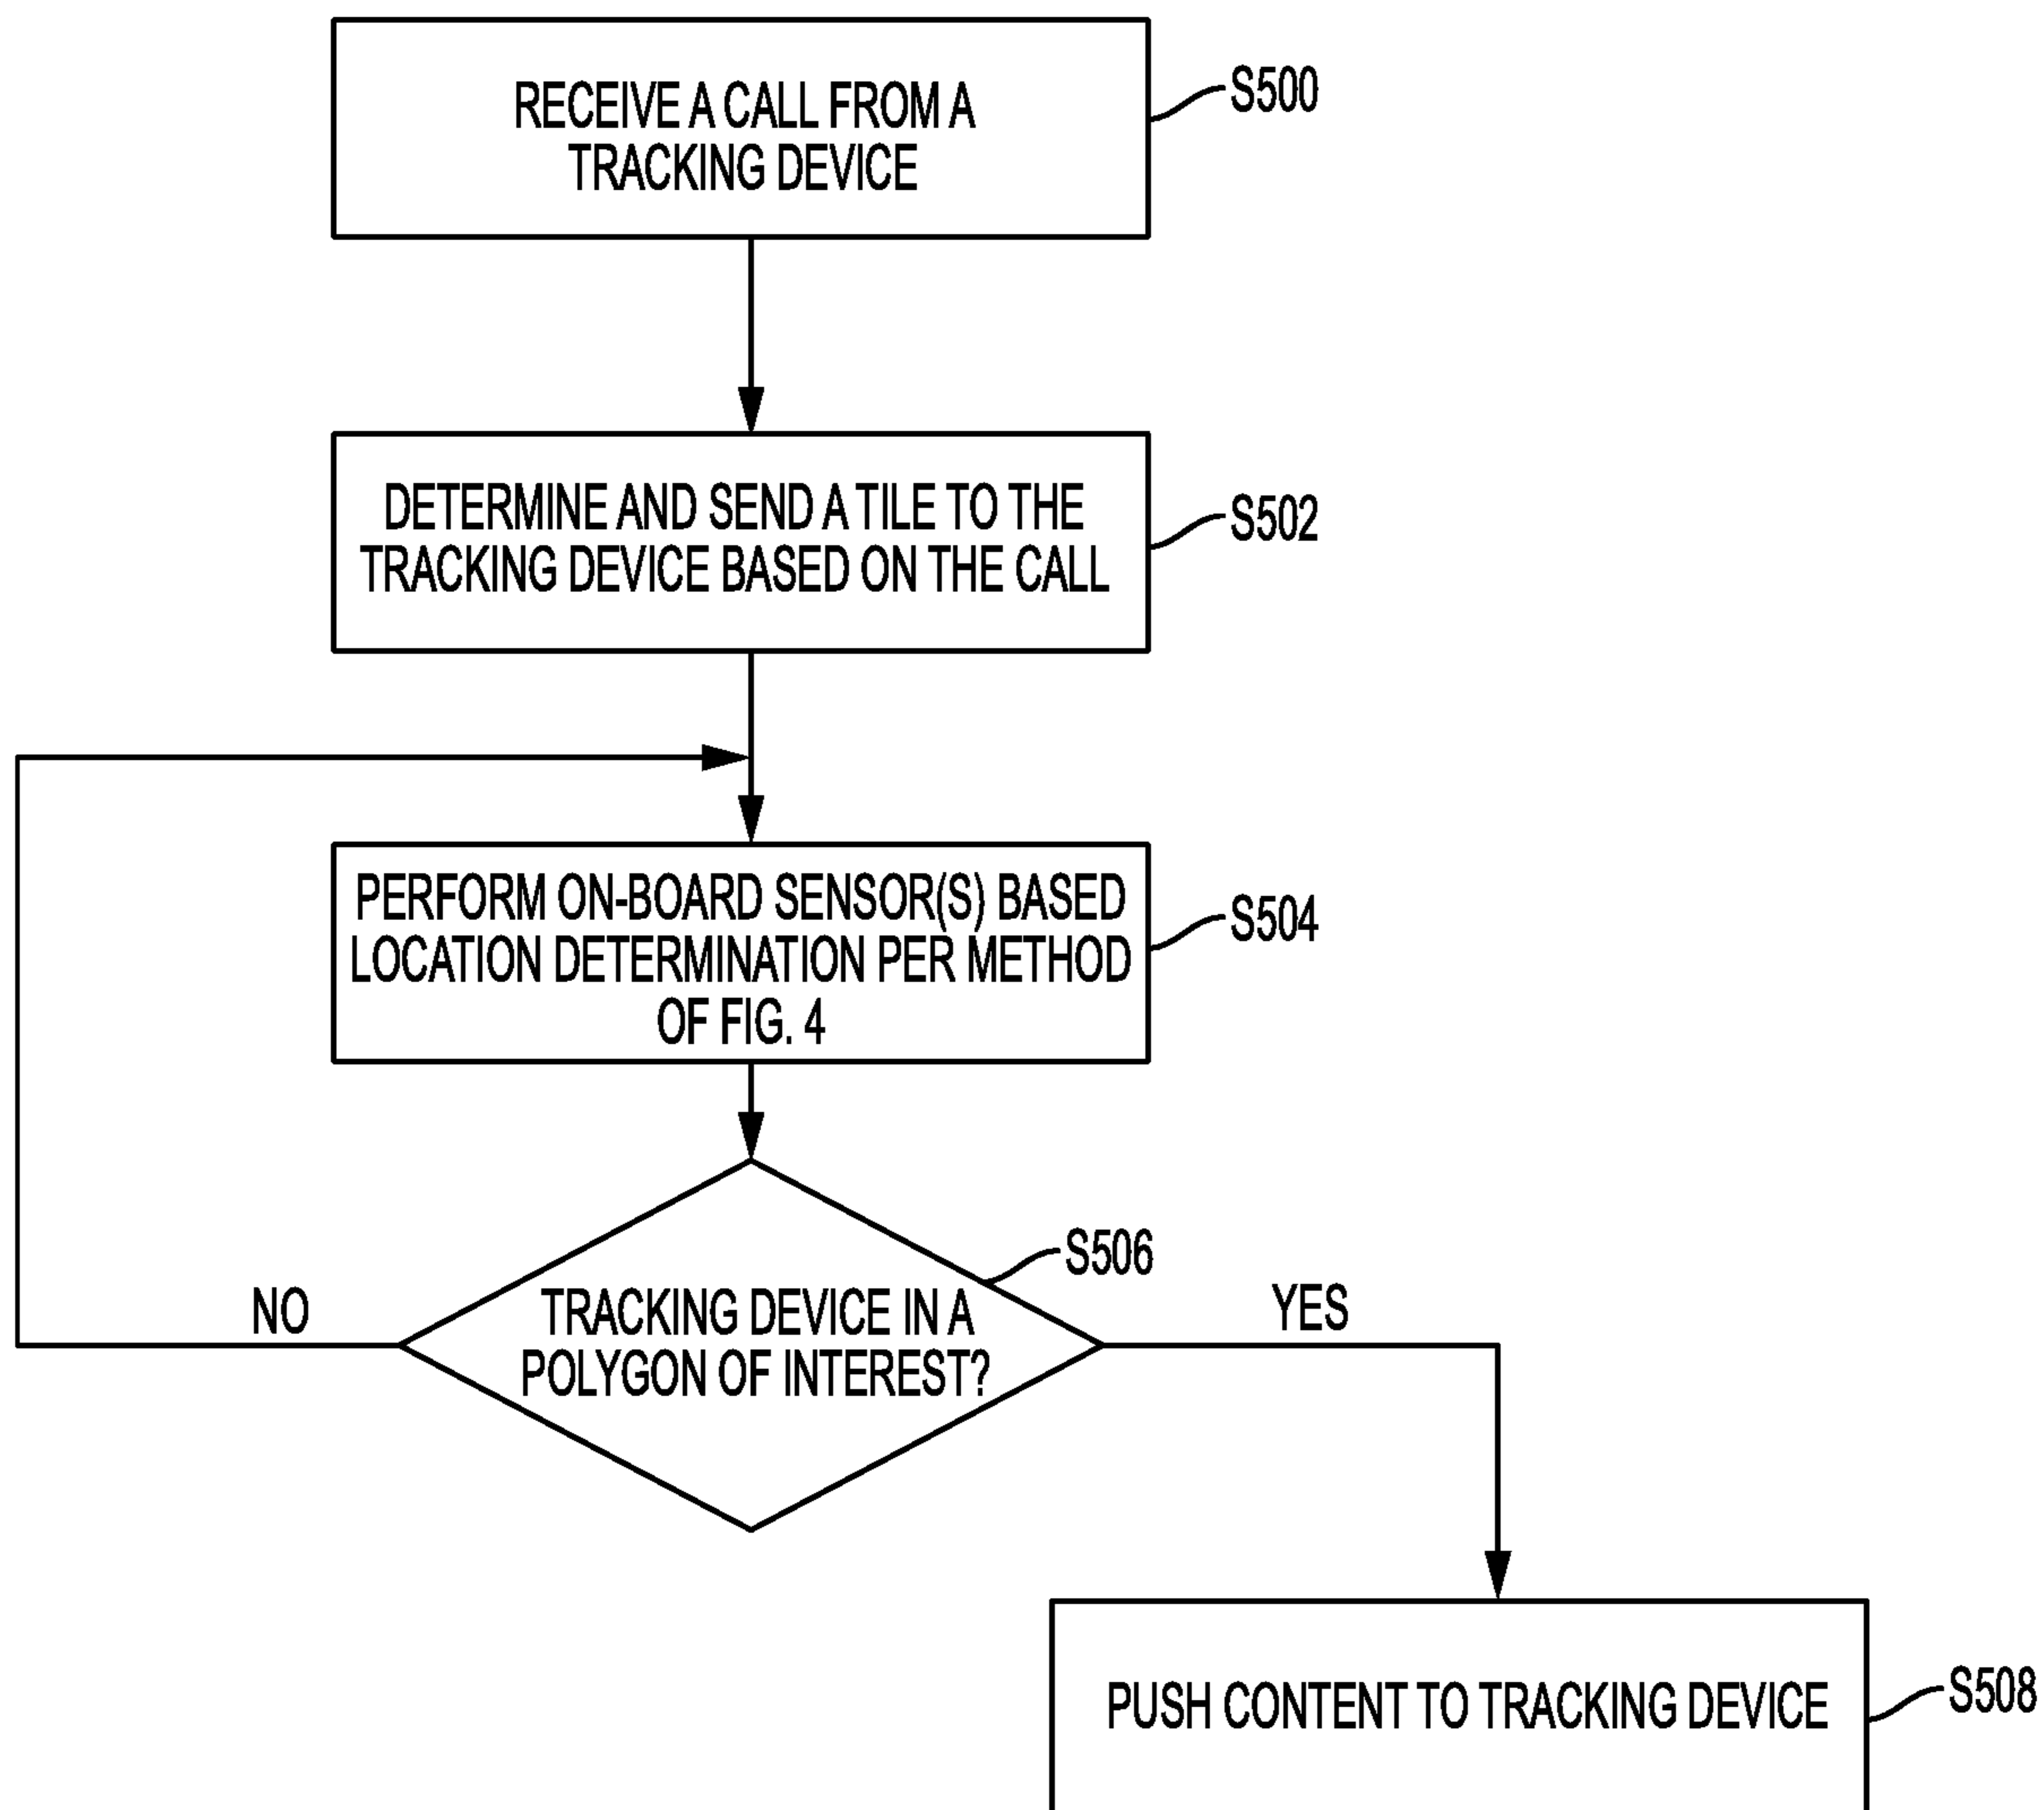 RECEIVE A CALL FROM A
TRACKING DEVICE
S500
DETERMINE AND SEND A TILE TO THE
TRACKING DEVICE BASED ON THE CALL
S502
PERFORM ON-BOARD SENSOR(S) BASED
LOCATION DETERMINATION PER METHOD
OF FIG. 4
S504
S506
NO
TRACKING DEVICE IN A
POLYGON OF INTEREST?
YES
PUSH CONTENT TO TRACKING DEVICE
S508